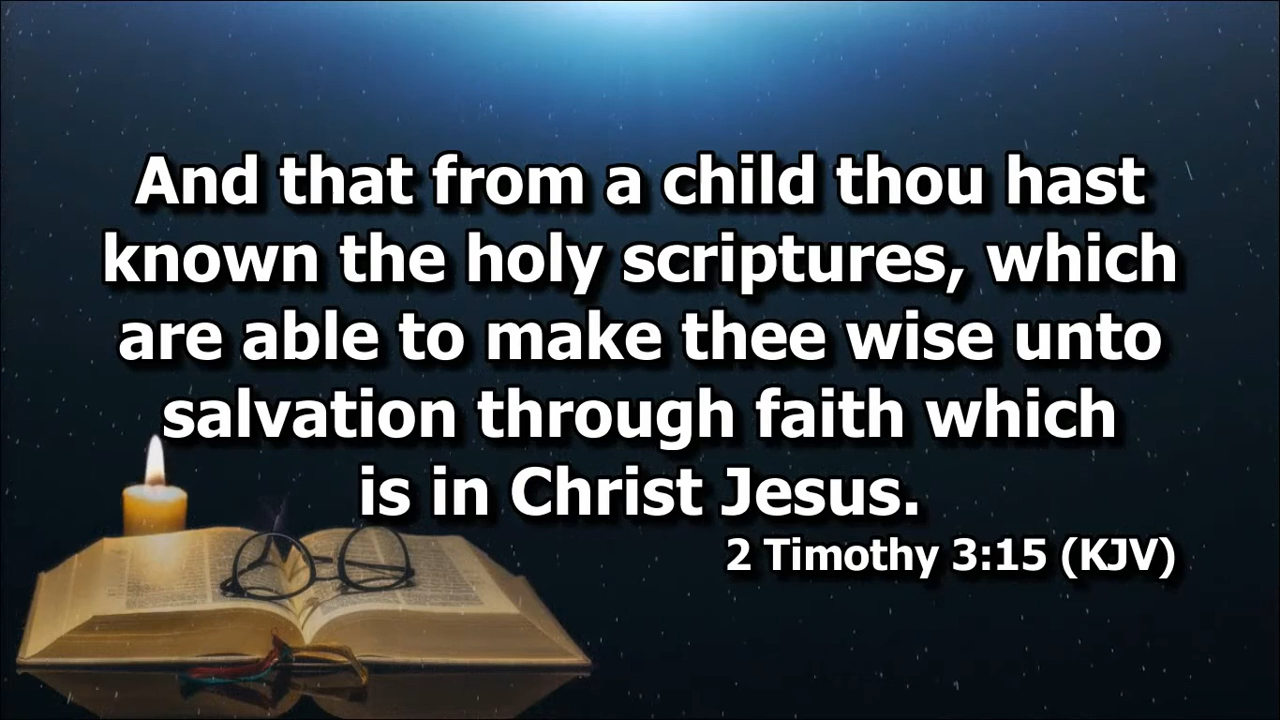 And that from a child thou hast
known the holy scriptures, which
are able to make thee wise unto
salvation through faith which
is in Christ Jesus.
2 Timothy 3:15 (KJV)